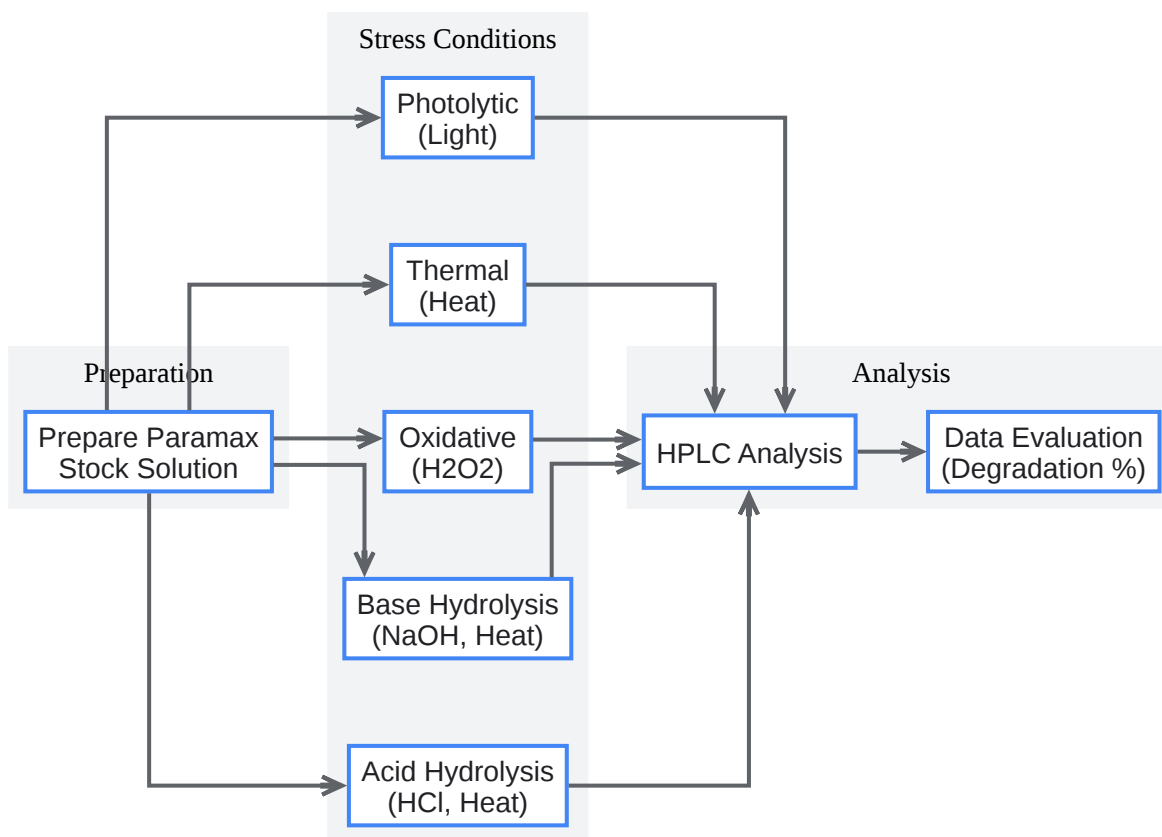 Stress Conditions
Photolytic
(Light)
Thermal
(Heat)
Preparation
Analysis
Prepare Paramax
Stock Solution
Oxidative
(H2O2)
HPLC Analysis
Data Evaluation
(Degradation %)
Base Hydrolysis
(NaOH, Heat)
Acid Hydrolysis
(HCl, Heat)